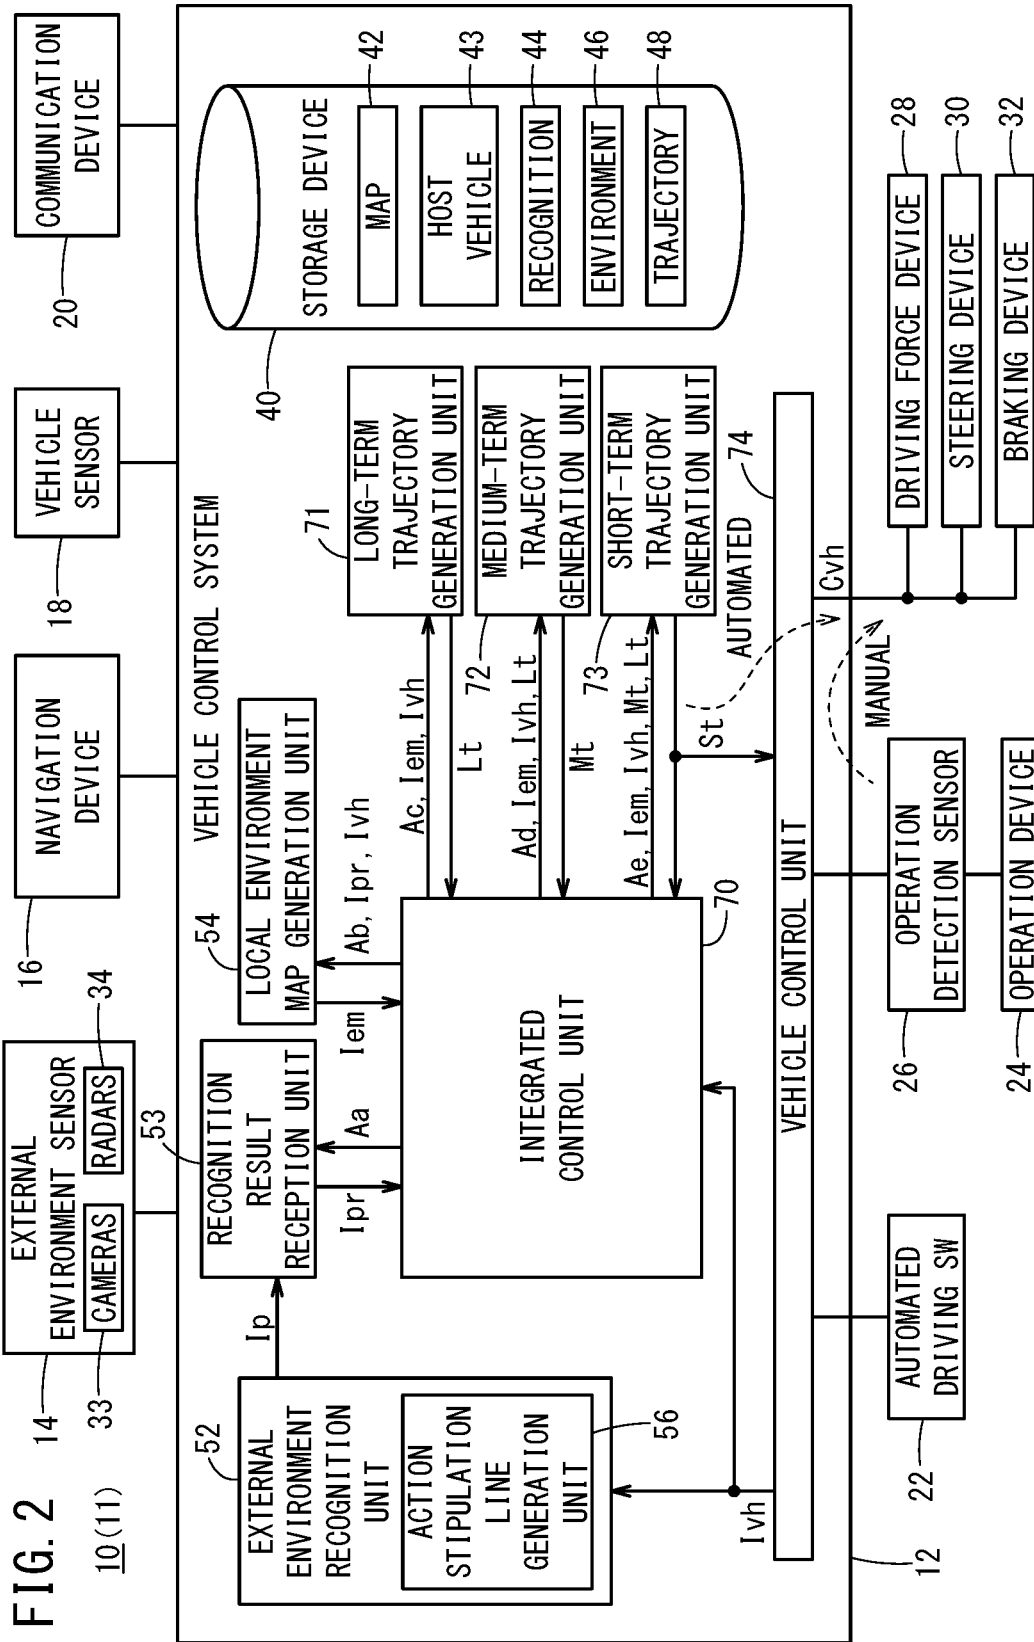 FIG. 2
10(11)
14
EXTERNAL
ENVIRONMENT SENSOR
CAMERAS
RADARS
33
34
16
NAVIGATION
DEVICE
18
VEHICLE
SENSOR
20
COMMUNICATION
DEVICE
VEHICLE CONTROL SYSTEM
52
EXTERNAL
ENVIRONMENT
RECOGNITION
UNIT
ACTION
STIPULATION
LINE
GENERATION
UNIT
56
Ip
53
RECOGNITION
RESULT
RECEPTION UNIT
Ipr
Aa
54
LOCAL ENVIRONMENT
MAP GENERATION UNIT
Iem
Ab, Ipr, Ivh
INTEGRATED
CONTROL UNIT
70
71
LONG-TERM
TRAJECTORY
GENERATION UNIT
Ac, Iem, Ivh
Lt
72
MEDIUM-TERM
TRAJECTORY
GENERATION UNIT
Ad, Iem, Ivh, Lt
Mt
73
SHORT-TERM
TRAJECTORY
GENERATION UNIT
Ae, Iem, Ivh, Mt, Lt
St
40
STORAGE DEVICE
MAP
42
HOST
VEHICLE
43
RECOGNITION
44
ENVIRONMENT
46
TRAJECTORY
48
AUTOMATED
74
Ivh
VEHICLE CONTROL UNIT
Cvh
MANUAL
12
22
AUTOMATED
DRIVING SW
26
OPERATION
DETECTION SENSOR
24
OPERATION DEVICE
DRIVING FORCE DEVICE
28
STEERING DEVICE
30
BRAKING DEVICE
32